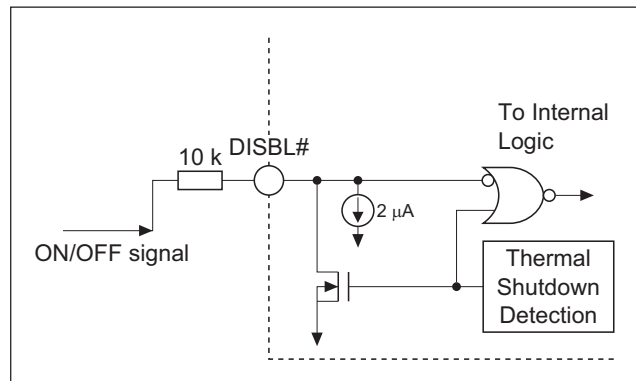 To Internal
Logic
DISBL#
10 k
2 μA
ON/OFF signal
Thermal
Shutdown
Detection